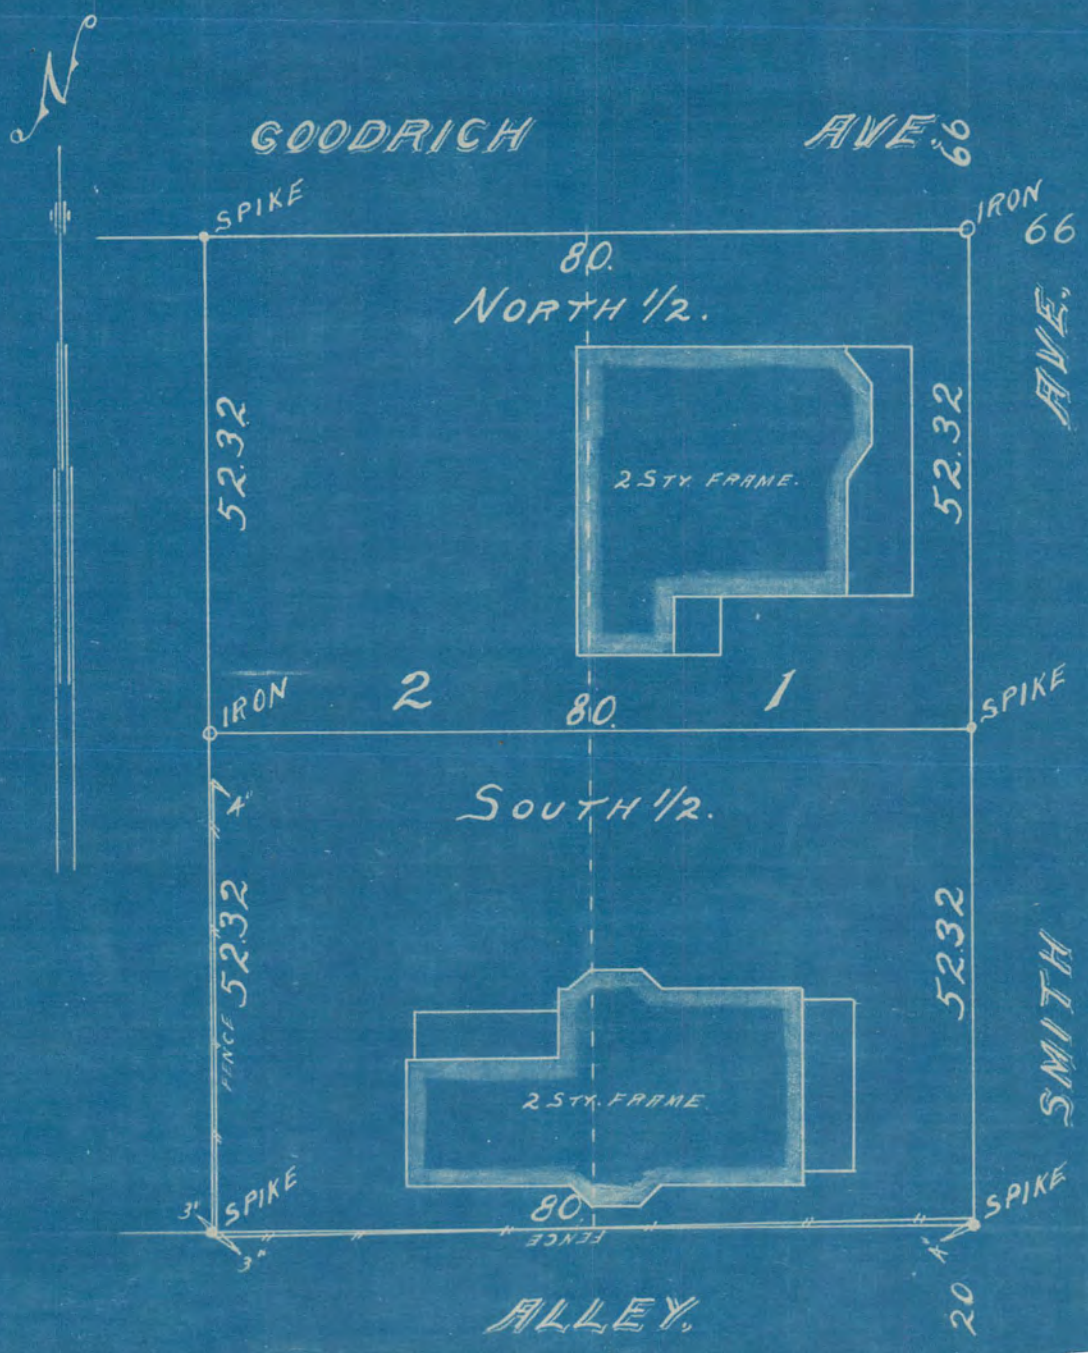 N
GOODRICH AVE. 66
SPIKE
IRON
66
80.
NORTH 1/2.
AVE.
52.32
52.32
2 STY. FRAME.
IRON
2
80.
1
SPIKE
4"
SOUTH 1/2.
FENCE 52.32
52.32
SMITH
2 STY. FRAME
3"
SPIKE
80.
SPIKE
3"
FENCE
4"
ALLEY.
20